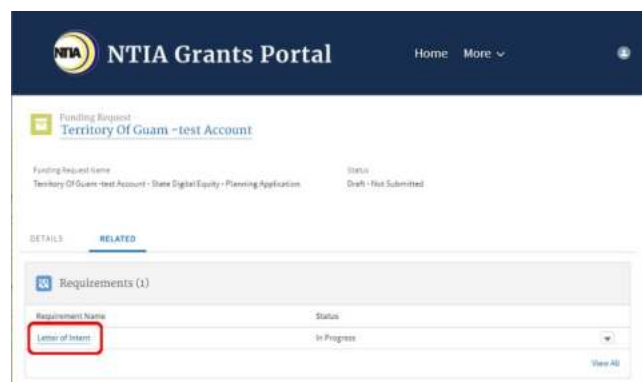 NTIA NTIA Grants Portal Home More
Funding Request
Territory Of Guam -test Account
Funding Request Name Status
Territory Of Guam -test Account - State Digital Equity - Planning Application Draft - Not Submitted
DETAILS RELATED
Requirements (1)
Requirement Name Status
Letter of Intent In Progress
View All